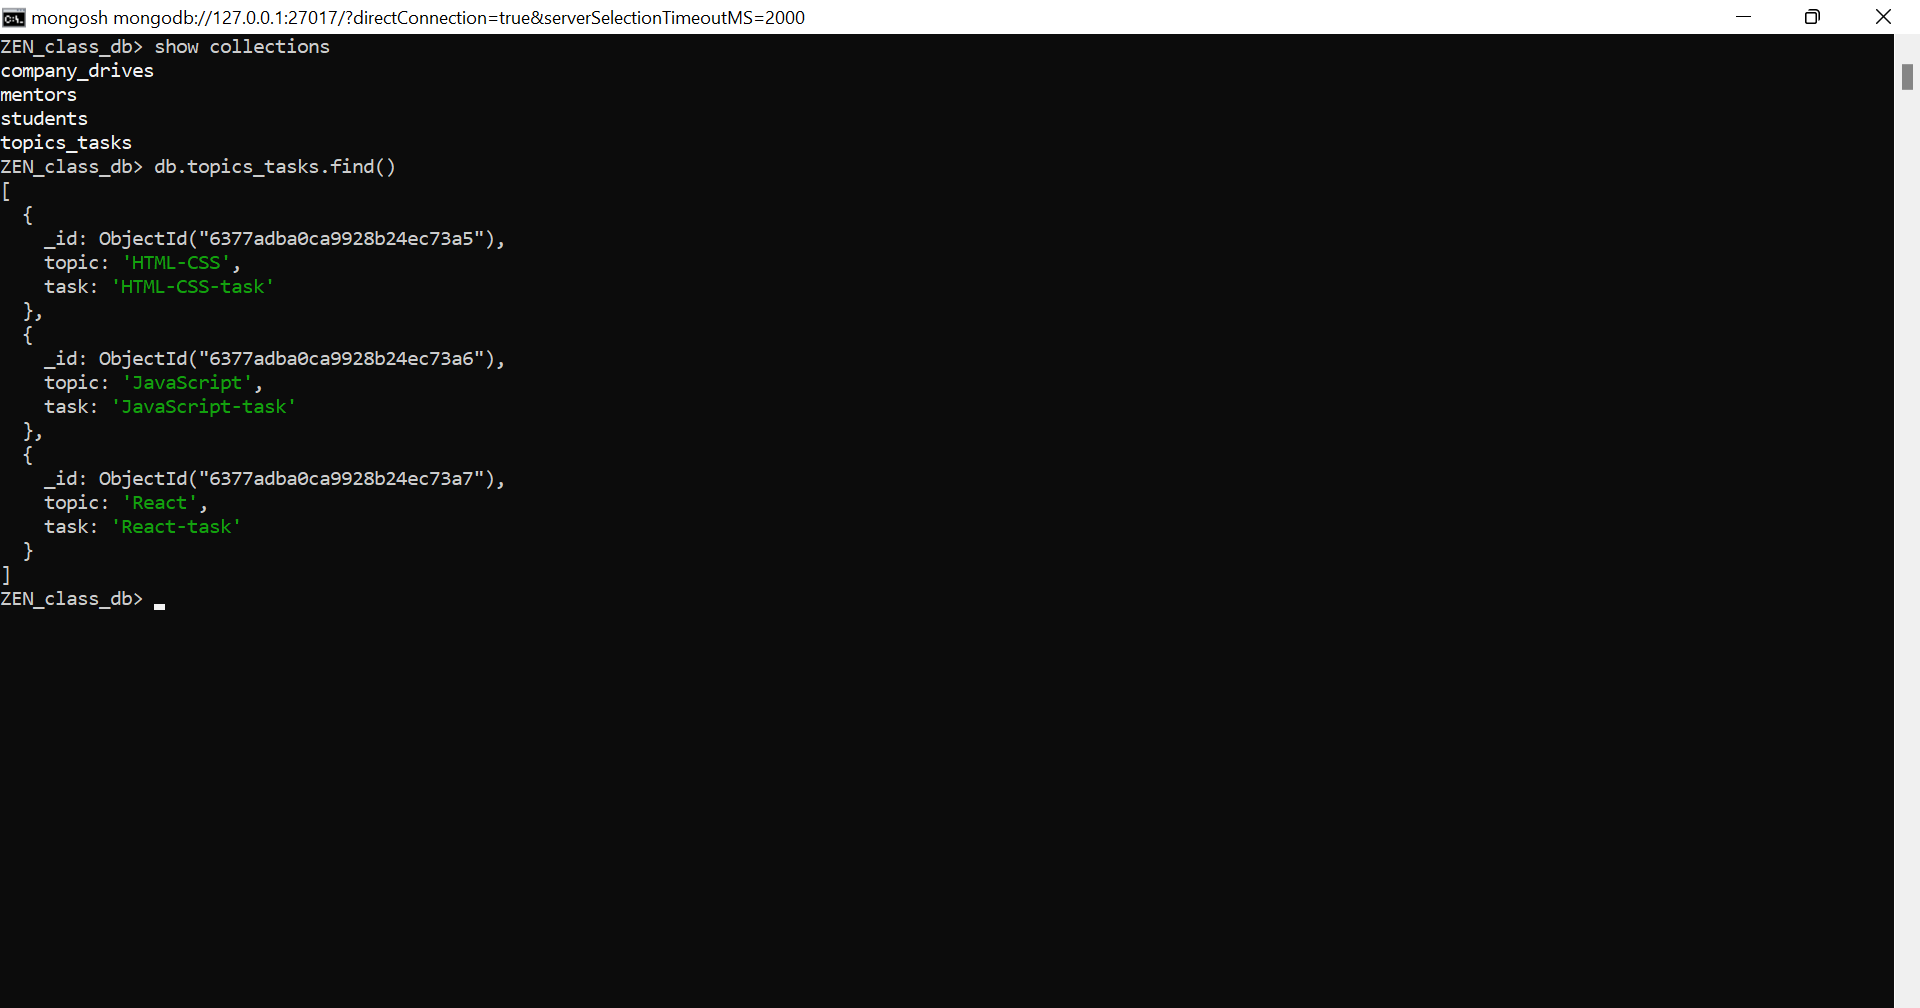 mongosh mongodb://127.0.0.1:27017/?directConnection=true&serverSelectionTimeoutMS=2000
ZEN_class_db> show collections
company_drives
mentors
students
topics_tasks
ZEN_class_db> db.topics_tasks.find()
[
  {
    _id: ObjectId("6377adba0ca9928b24ec73a5"),
    topic: 'HTML-CSS',
    task: 'HTML-CSS-task'
  },
  {
    _id: ObjectId("6377adba0ca9928b24ec73a6"),
    topic: 'JavaScript',
    task: 'JavaScript-task'
  },
  {
    _id: ObjectId("6377adba0ca9928b24ec73a7"),
    topic: 'React',
    task: 'React-task'
  }
]
ZEN_class_db>